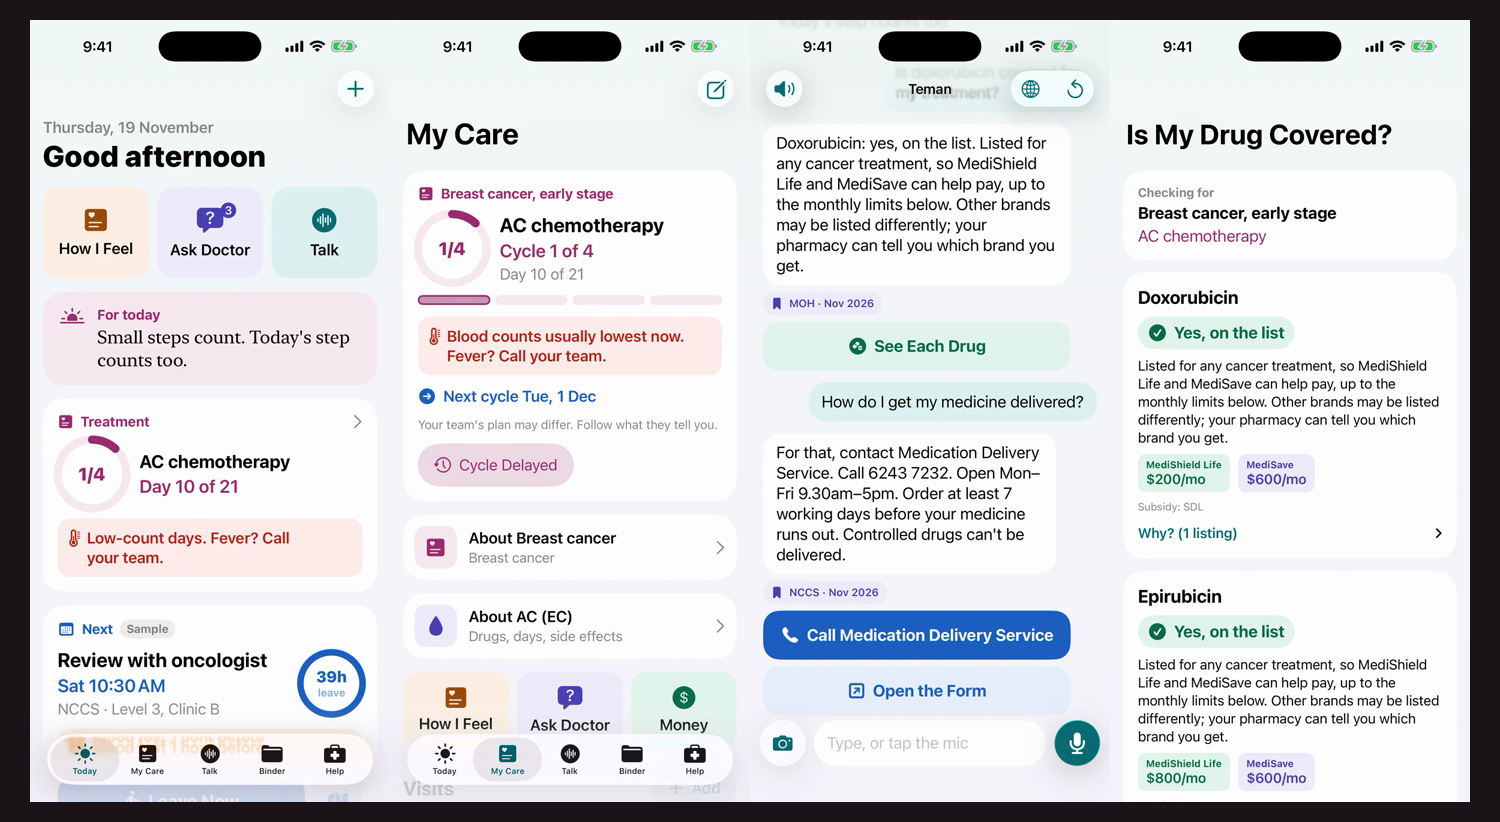 9:41
Thursday, 19 November
Good afternoon
How I Feel
3
Ask Doctor
Talk
For today
Small steps count. Today's step
counts too.
Treatment
1/4
AC chemotherapy
Day 10 of 21
Low-count days. Fever? Call
your team.
Next
Sample
Review with oncologist
Sat 10:30 AM
NCCS · Level 3, Clinic B
39h
leave
Today
My Care
Talk
Binder
Help
Leave Now
9:41
My Care
Breast cancer, early stage
1/4
AC chemotherapy
Cycle 1 of 4
Day 10 of 21
Blood counts usually lowest now.
Fever? Call your team.
Next cycle Tue, 1 Dec
Your team's plan may differ. Follow what they tell you.
Cycle Delayed
About Breast cancer
Breast cancer
About AC (EC)
Drugs, days, side effects
How I Feel
Ask Doctor
Money
Today
My Care
Talk
Binder
Help
Visits
+ Add
9:41
Is doxorubicin covered for
my treatment?
Teman
Doxorubicin: yes, on the list. Listed for
any cancer treatment, so MediShield
Life and MediSave can help pay, up to
the monthly limits below. Other brands
may be listed differently; your
pharmacy can tell you which brand you
get.
MOH · Nov 2026
See Each Drug
How do I get my medicine delivered?
For that, contact Medication Delivery
Service. Call 6243 7232. Open Mon–
Fri 9.30am–5pm. Order at least 7
working days before your medicine
runs out. Controlled drugs can't be
delivered.
NCCS · Nov 2026
Call Medication Delivery Service
Open the Form
Type, or tap the mic
9:41
Is My Drug Covered?
Checking for
Breast cancer, early stage
AC chemotherapy
Doxorubicin
Yes, on the list
Listed for any cancer treatment, so MediShield
Life and MediSave can help pay, up to the
monthly limits below. Other brands may be listed
differently; your pharmacy can tell you which
brand you get.
MediShield Life
$200/mo
MediSave
$600/mo
Subsidy: SDL
Why? (1 listing)
Epirubicin
Yes, on the list
Listed for any cancer treatment, so MediShield
Life and MediSave can help pay, up to the
monthly limits below. Other brands may be listed
differently; your pharmacy can tell you which
brand you get.
MediShield Life
$800/mo
MediSave
$600/mo